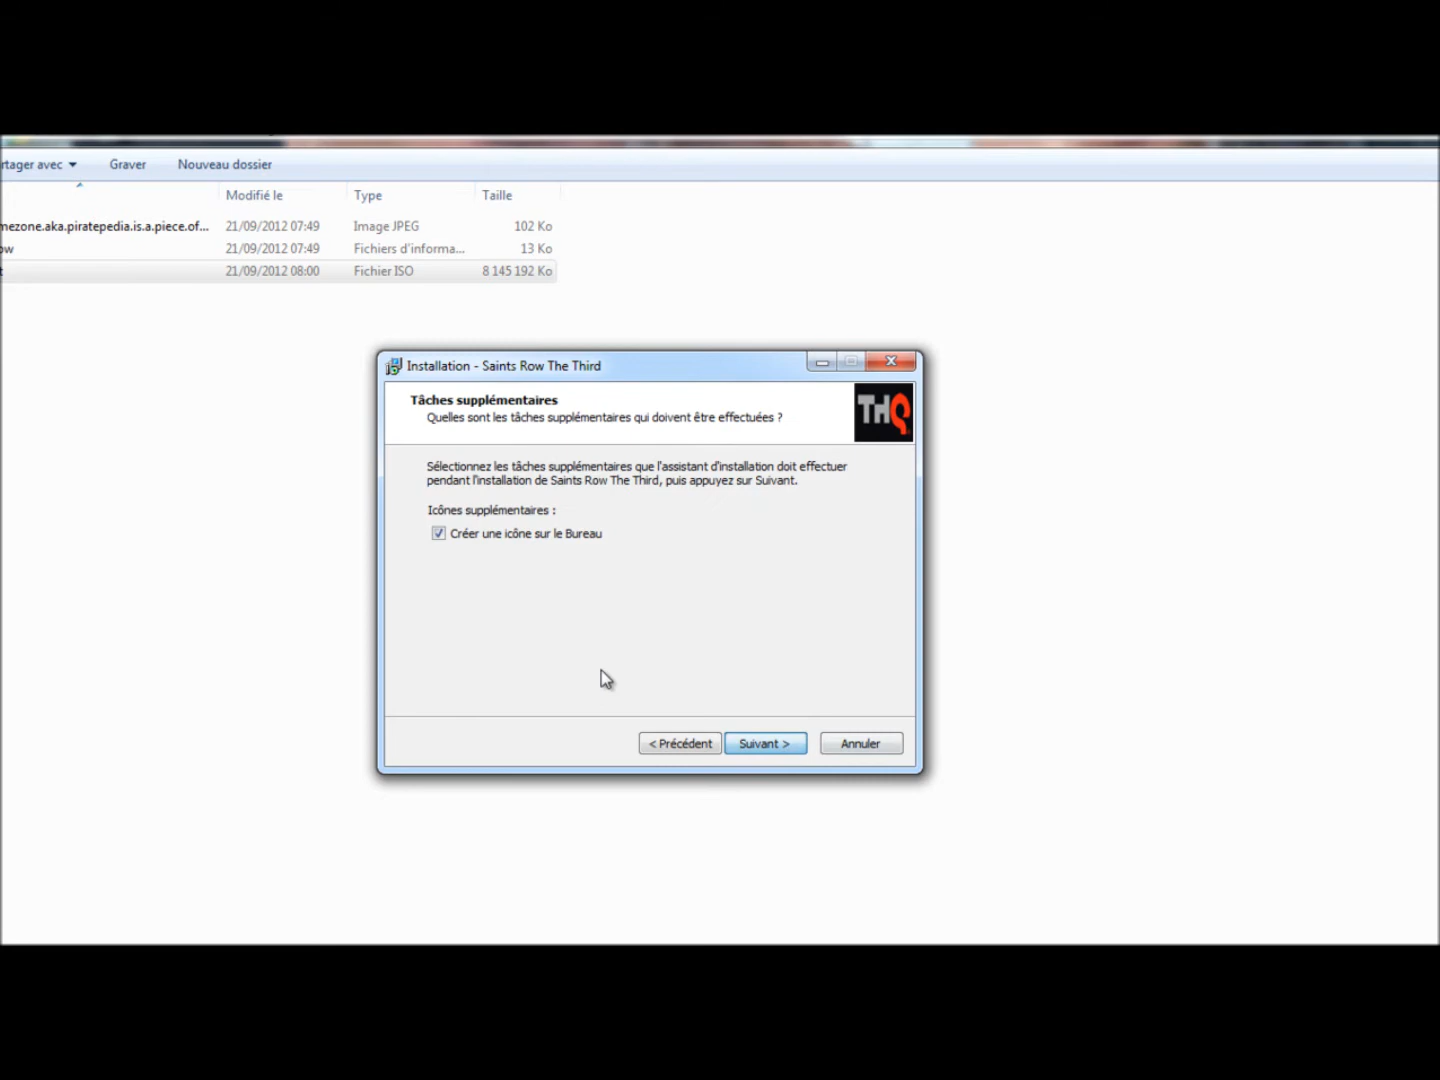 rtager avec Graver Nouveau dossier
Modifié le Type Taille
mezone.aka.piratepedia.is.a.piece.of... 21/09/2012 07:49 Image JPEG 102 Ko
ow 21/09/2012 07:49 Fichiers d'informa... 13 Ko
t 21/09/2012 08:00 Fichier ISO 8 145 192 Ko
Installation - Saints Row The Third
Tâches supplémentaires
Quelles sont les tâches supplémentaires qui doivent être effectuées ?
THQ
Sélectionnez les tâches supplémentaires que l'assistant d'installation doit effectuer
pendant l'installation de Saints Row The Third, puis appuyez sur Suivant.
Icônes supplémentaires :
Créer une icône sur le Bureau
< Précédent Suivant > Annuler